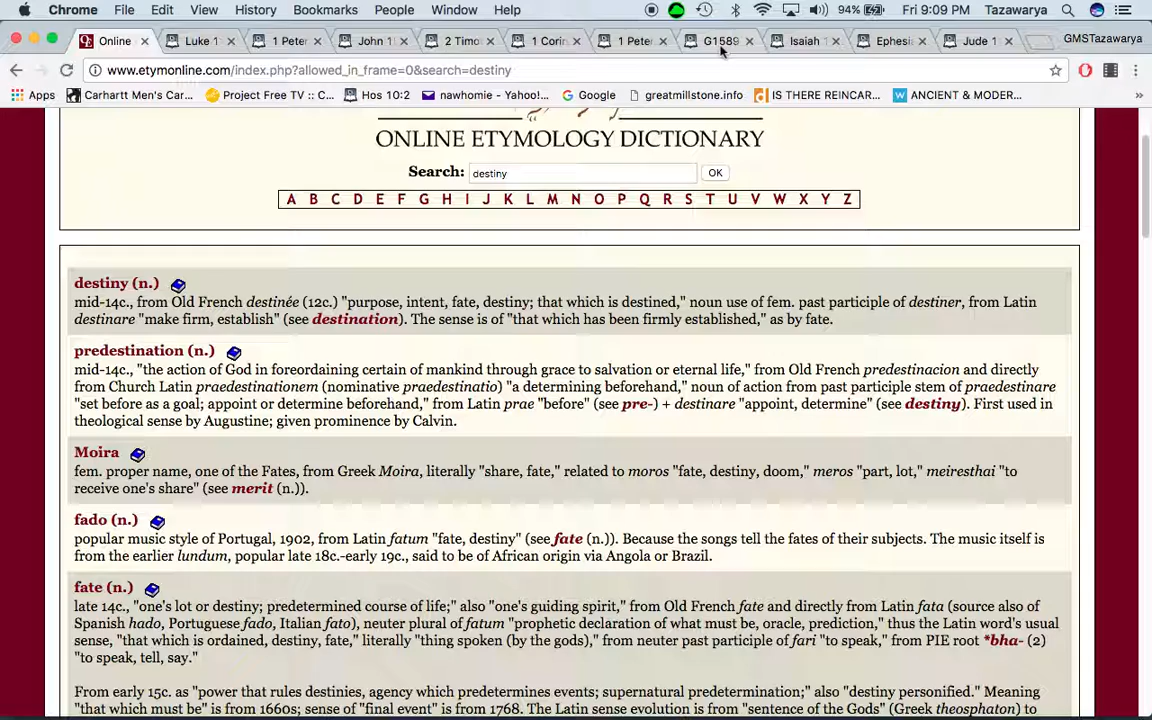 Chrome File Edit View History Bookmarks People Window Help 94% Fri 9:09 PM Tazawarya
Online Luke 1 1 Peter John 1 2 Timo 1 Corin 1 Peter G1589 Isaiah 1 Ephesi Jude 1 GMSTazawarya
www.etymonline.com/index.php?allowed_in_frame=0&search=destiny
Apps Carhartt Men's Car... Project Free TV :: C... Hos 10:2 nawhomie - Yahoo!... Google greatmillstone.info IS THERE REINCAR... ANCIENT & MODER... »
ONLINE ETYMOLOGY DICTIONARY
Search: destiny OK
A B C D E F G H I J K L M N O P Q R S T U V W X Y Z
destiny (n.)
mid-14c., from Old French destinée (12c.) "purpose, intent, fate, destiny; that which is destined," noun use of fem. past participle of destiner, from Latin
destinare "make firm, establish" (see destination). The sense is of "that which has been firmly established," as by fate.
predestination (n.)
mid-14c., "the action of God in foreordaining certain of mankind through grace to salvation or eternal life," from Old French predestinacion and directly
from Church Latin praedestinationem (nominative praedestinatio) "a determining beforehand," noun of action from past participle stem of praedestinare
"set before as a goal; appoint or determine beforehand," from Latin prae "before" (see pre-) + destinare "appoint, determine" (see destiny). First used in
theological sense by Augustine; given prominence by Calvin.
Moira
fem. proper name, one of the Fates, from Greek Moira, literally "share, fate," related to moros "fate, destiny, doom," meros "part, lot," meiresthai "to
receive one's share" (see merit (n.)).
fado (n.)
popular music style of Portugal, 1902, from Latin fatum "fate, destiny" (see fate (n.)). Because the songs tell the fates of their subjects. The music itself is
from the earlier lundum, popular late 18c.-early 19c., said to be of African origin via Angola or Brazil.
fate (n.)
late 14c., "one's lot or destiny; predetermined course of life;" also "one's guiding spirit," from Old French fate and directly from Latin fata (source also of
Spanish hado, Portuguese fado, Italian fato), neuter plural of fatum "prophetic declaration of what must be, oracle, prediction," thus the Latin word's usual
sense, "that which is ordained, destiny, fate," literally "thing spoken (by the gods)," from neuter past participle of fari "to speak," from PIE root *bha- (2)
"to speak, tell, say."
From early 15c. as "power that rules destinies, agency which predetermines events; supernatural predetermination;" also "destiny personified." Meaning
"that which must be" is from 1660s; sense of "final event" is from 1768. The Latin sense evolution is from "sentence of the Gods" (Greek theosphaton) to